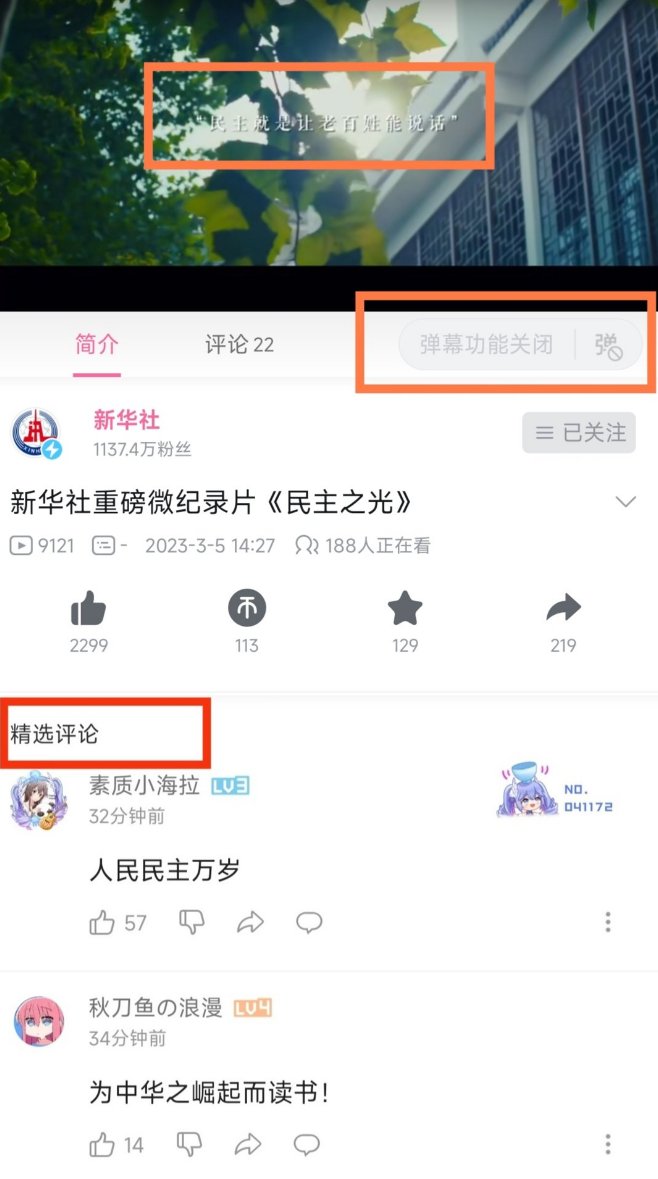 “民主就是让老百姓能说话”
简介 评论 22 弹幕功能关闭 弹
新华社
1137.4万粉丝
已关注
新华社重磅微纪录片《民主之光》
9121 - 2023-3-5 14:27 188人正在看
2299 113 129 219
精选评论
素质小海拉 LV3
32分钟前
NO.
041172
人民民主万岁
57
秋刀鱼の浪漫 LV4
34分钟前
为中华之崛起而读书！
14